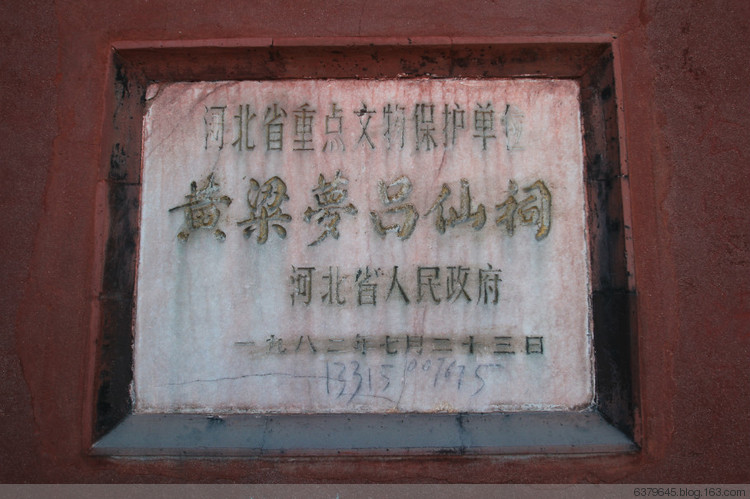 河北省重点文物保护单位
黄粱夢吕仙祠
河北省人民政府
一九八二年七月二十三日
6379645.blog.163.com